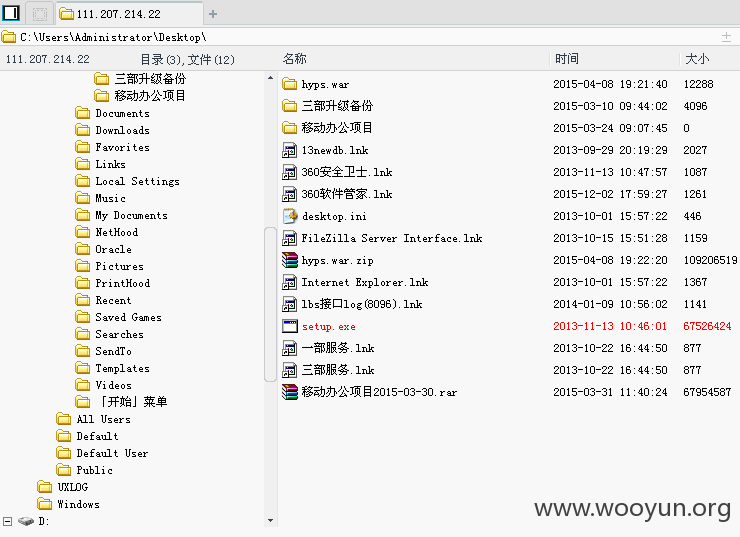 111.207.214.22
C:\Users\Administrator\Desktop\
111.207.214.22 目录(3),文件(12) 名称 时间 大小
三部升级备份
移动办公项目
Documents
Downloads
Favorites
Links
Local Settings
Music
My Documents
NetHood
Oracle
Pictures
PrintHood
Recent
Saved Games
Searches
SendTo
Templates
Videos
「开始」菜单
All Users
Default
Default User
Public
UXLOG
Windows
D:
hyps.war 2015-04-08 19:21:40 12288
三部升级备份 2015-03-10 09:44:02 4096
移动办公项目 2015-03-24 09:07:45 0
13newdb.lnk 2013-09-29 20:19:29 2027
360安全卫士.lnk 2013-11-13 10:47:57 1087
360软件管家.lnk 2015-12-02 17:59:27 1261
desktop.ini 2013-10-01 15:57:22 446
FileZilla Server Interface.lnk 2013-10-15 15:51:28 1159
hyps.war.zip 2015-04-08 19:22:20 109206519
Internet Explorer.lnk 2013-10-01 15:57:22 1367
lbs接口log(8096).lnk 2014-01-09 10:56:02 1141
setup.exe 2013-11-13 10:46:01 67526424
一部服务.lnk 2013-10-22 16:44:50 877
三部服务.lnk 2013-10-22 16:44:50 877
移动办公项目2015-03-30.rar 2015-03-31 11:40:24 67954587
www.wooyun.org